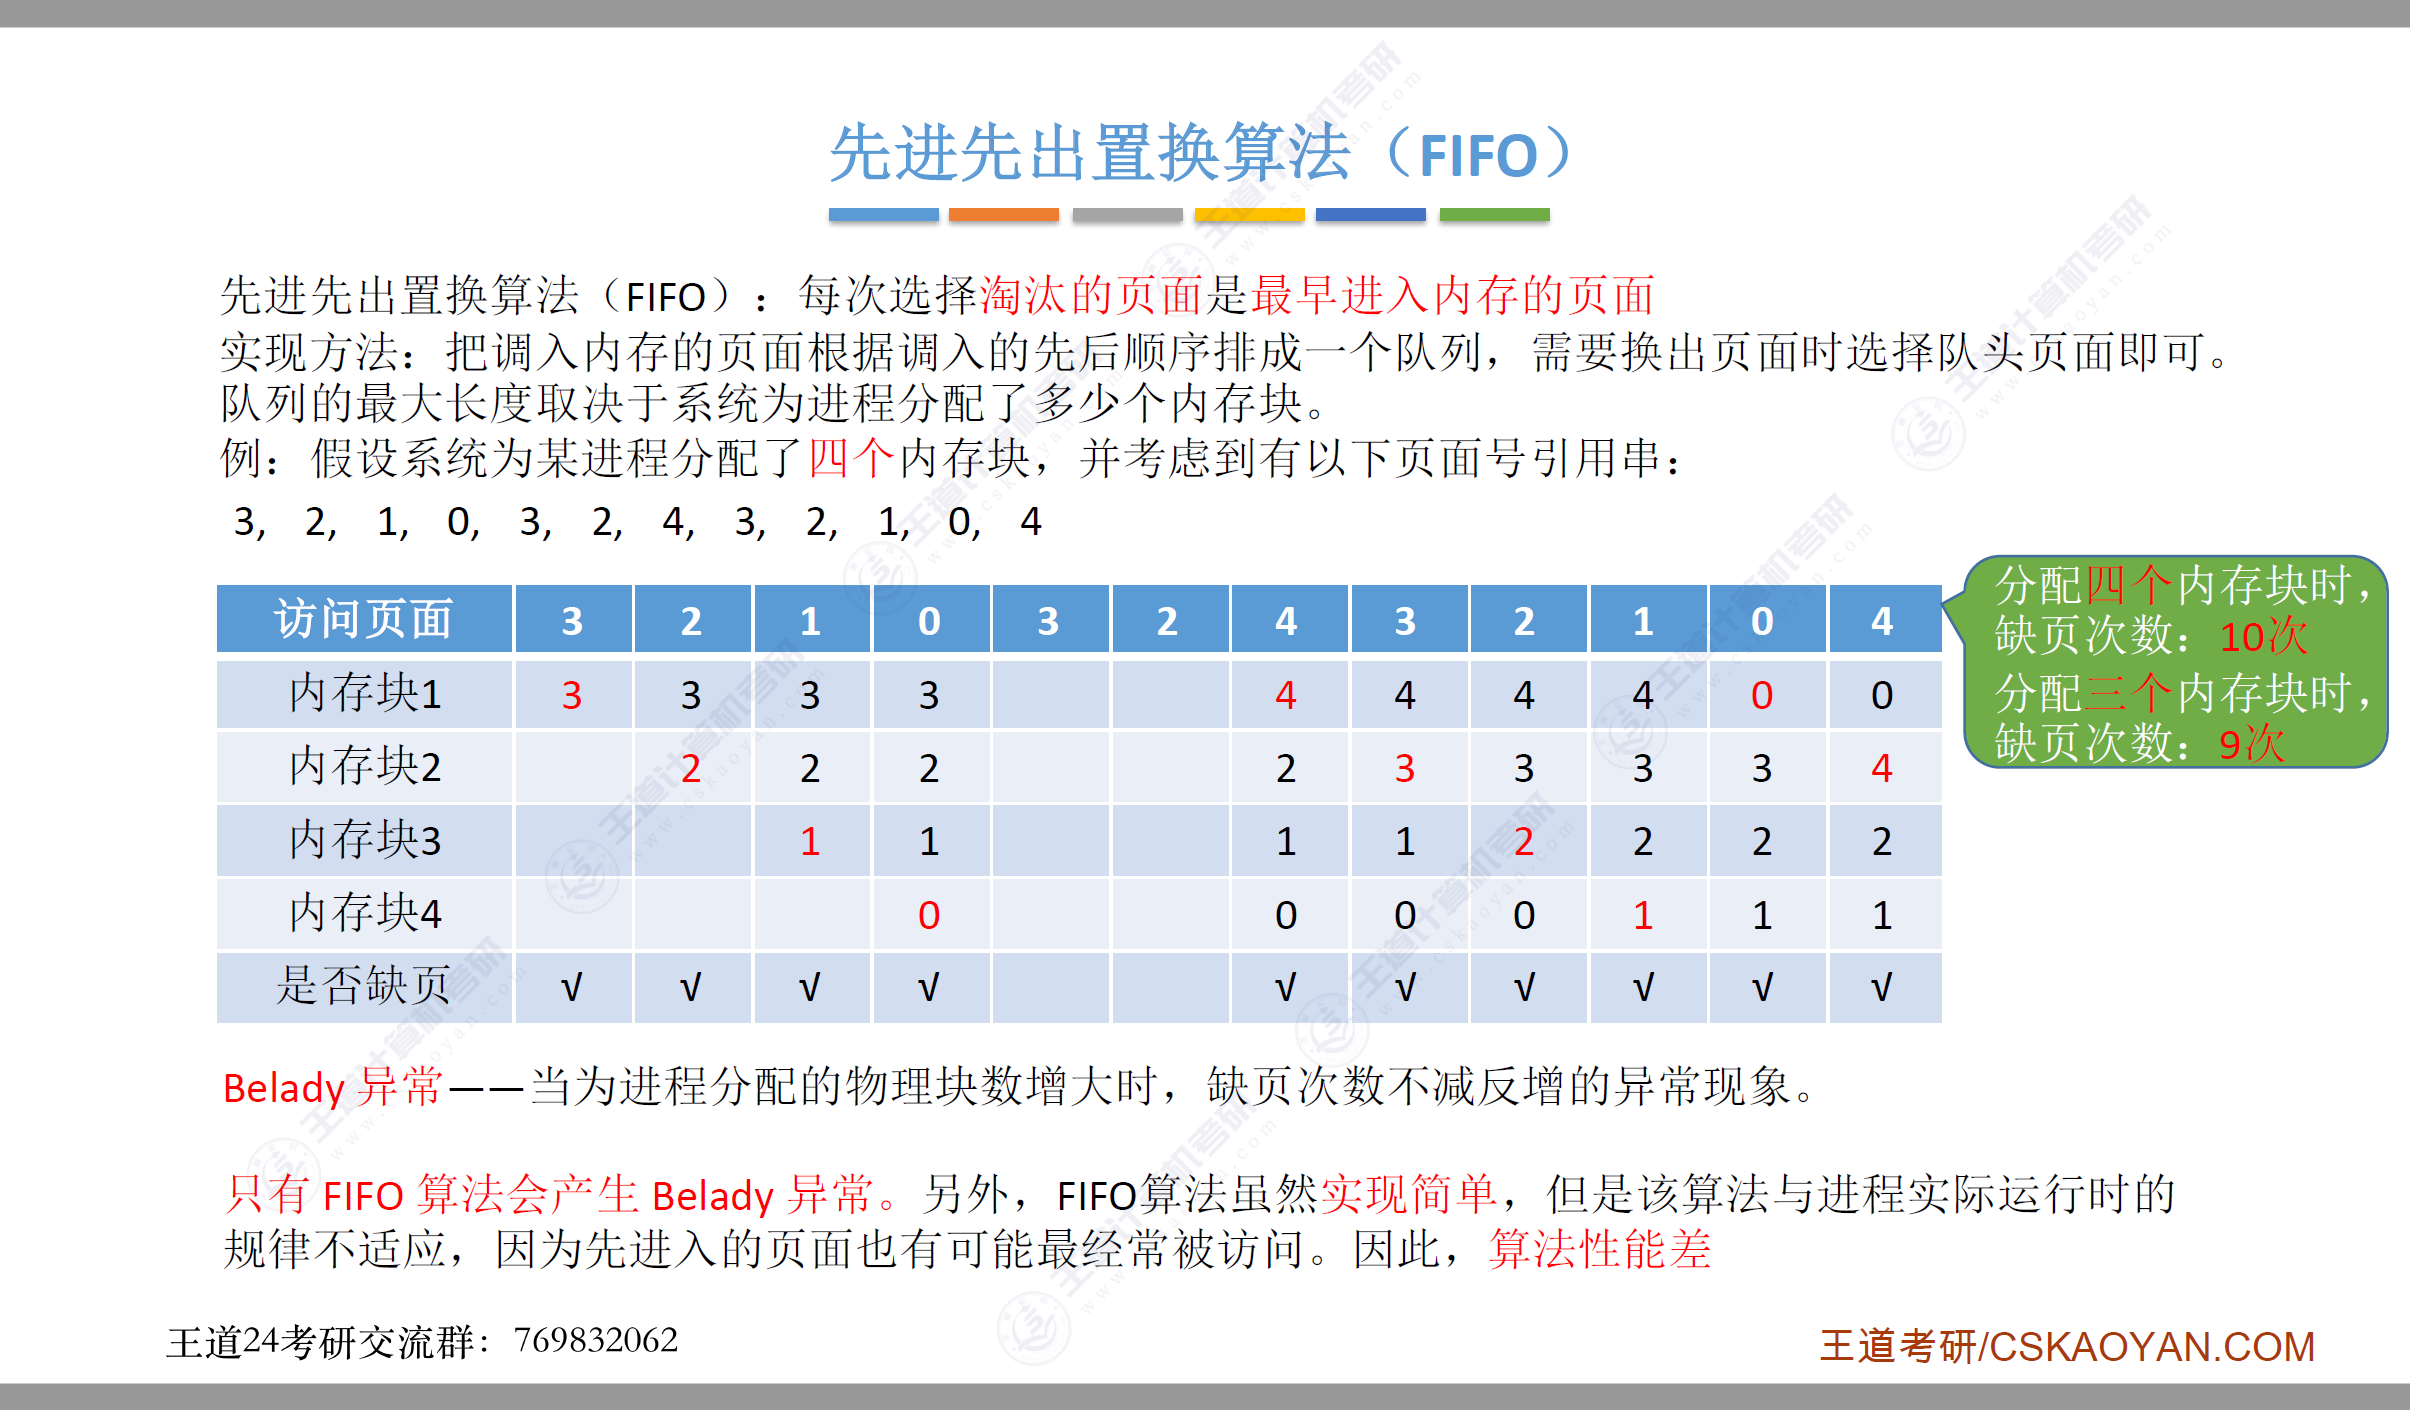 先进先出置换算法（FIFO）
先进先出置换算法（FIFO）：每次选择淘汰的页面是最早进入内存的页面
实现方法：把调入内存的页面根据调入的先后顺序排成一个队列，需要换出页面时选择队头页面即可。
队列的最大长度取决于系统为进程分配了多少个内存块。
例：假设系统为某进程分配了四个内存块，并考虑到有以下页面号引用串：
3, 2, 1, 0, 3, 2, 4, 3, 2, 1, 0, 4
访问页面 3 2 1 0 3 2 4 3 2 1 0 4
内存块1 3 3 3 3 4 4 4 4 0 0
内存块2 2 2 2 2 3 3 3 3 4
内存块3 1 1 1 1 2 2 2 2
内存块4 0 0 0 0 1 1 1
是否缺页 √ √ √ √ √ √ √ √ √ √
分配四个内存块时，
缺页次数：10次
分配三个内存块时，
缺页次数：9次
Belady 异常——当为进程分配的物理块数增大时，缺页次数不减反增的异常现象。
只有 FIFO 算法会产生 Belady 异常。另外，FIFO算法虽然实现简单，但是该算法与进程实际运行时的
规律不适应，因为先进入的页面也有可能最经常被访问。因此，算法性能差
王道24考研交流群：769832062
王道考研/CSKAOYAN.COM
王道计算机考研
www.cskaoyan.com